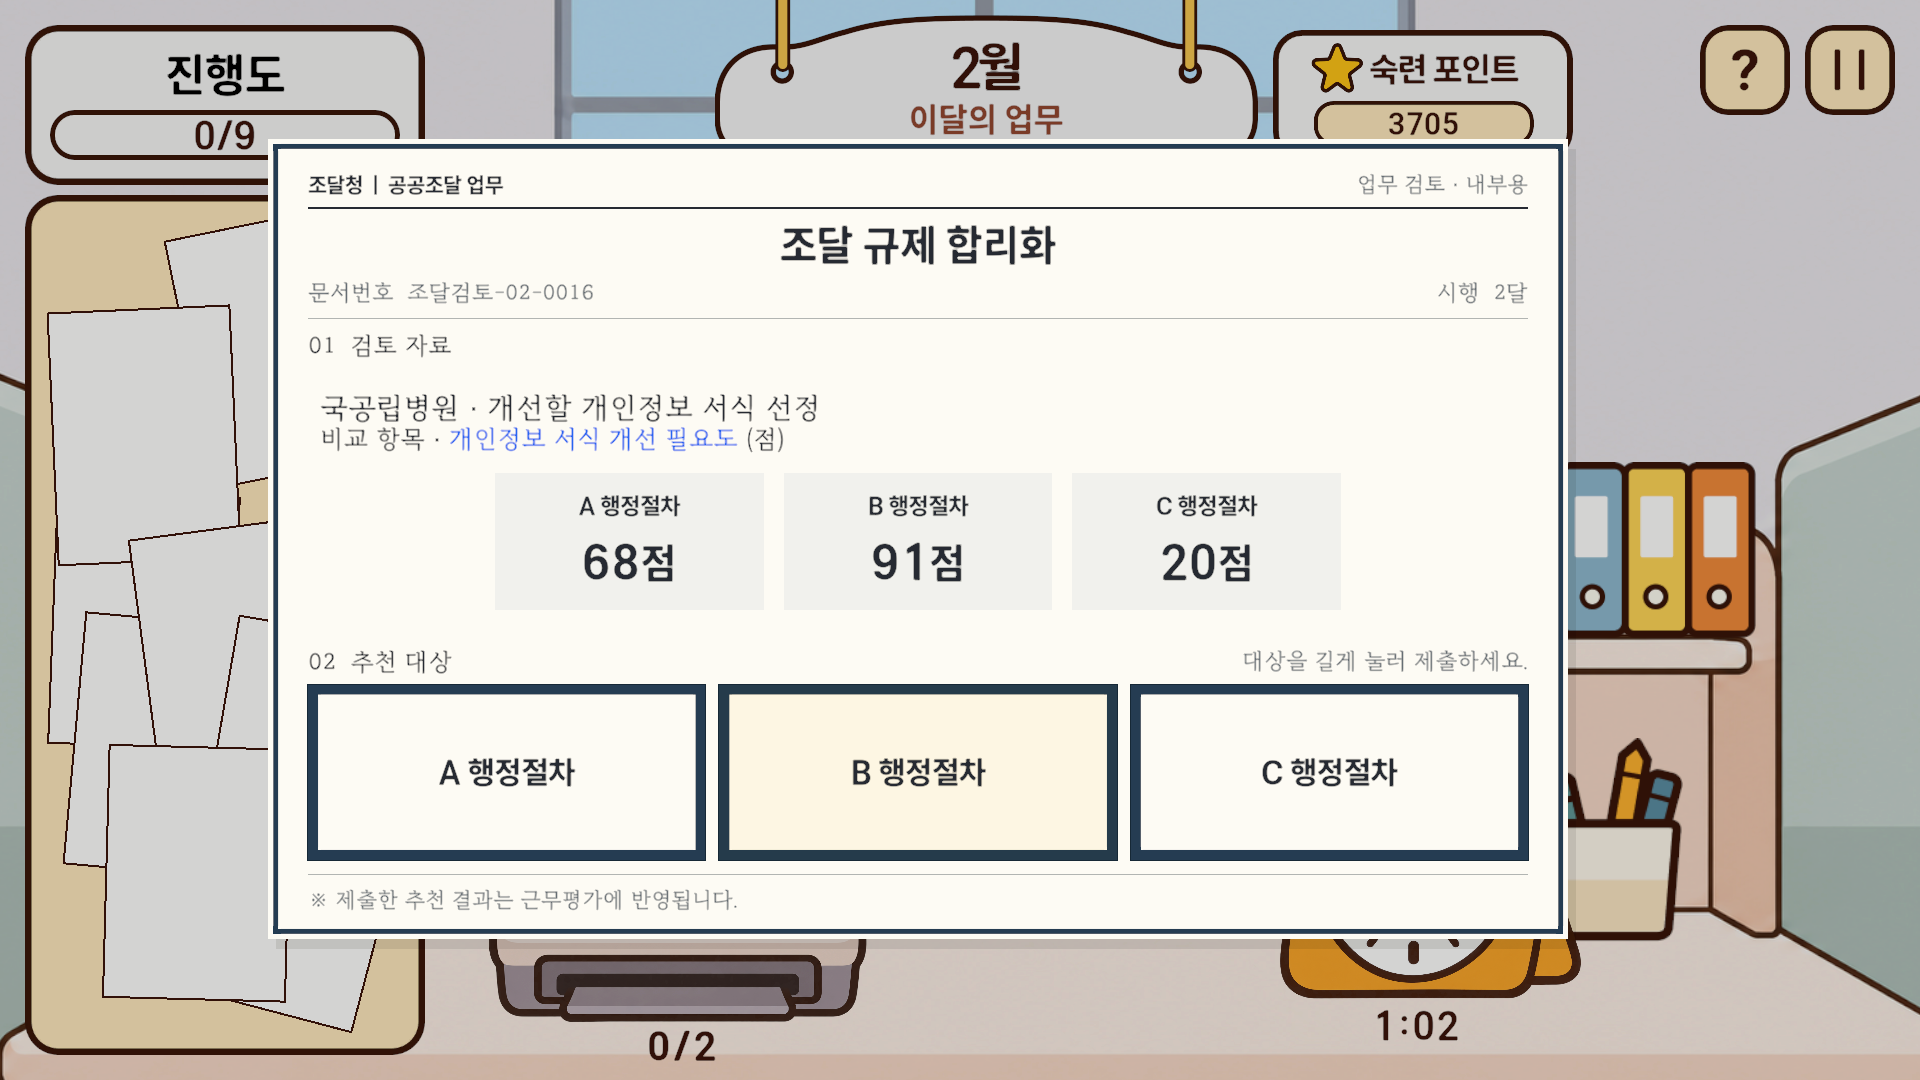 진행도
0/9
2월
이달의 업무
숙련 포인트
3705
?
조달청 | 공공조달 업무
업무 검토 · 내부용
조달 규제 합리화
문서번호 조달검토-02-0016
시행 2달
01 검토 자료
국공립병원 · 개선할 개인정보 서식 선정
비교 항목 · 개인정보 서식 개선 필요도 (점)
A 행정절차
68점
B 행정절차
91점
C 행정절차
20점
02 추천 대상
대상을 길게 눌러 제출하세요.
A 행정절차
B 행정절차
C 행정절차
※ 제출한 추천 결과는 근무평가에 반영됩니다.
0/2
1:02